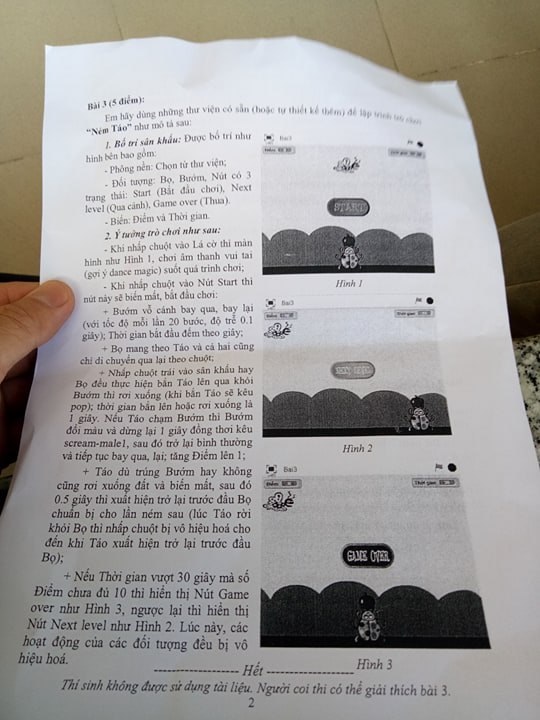 Bài 3 (5 điểm):
Em hãy dùng những thư viện có sẵn (hoặc tự thiết kế thêm) để lập trình
“Ném Táo” như mô tả sau:
1. Bố trí sân khấu: Được bố trí như
hình bên bao gồm:
- Phông nền: Chọn từ thư viện;
- Đối tượng: Bọ, Bướm, Nút có 3
trạng thái: Start (Bắt đầu chơi), Next
level (Qua cảnh), Game over (Thua).
- Biến: Điểm và Thời gian.
2. Ý tưởng trò chơi như sau:
- Khi nhấp chuột vào Lá cờ thì màn
hình như Hình 1, chơi âm thanh vui tai
(gợi ý dance magic) suốt quá trình chơi;
- Khi nhấp chuột vào Nút Start thì
nút này sẽ biến mất, bắt đầu chơi:
+ Bướm vỗ cánh bay qua, bay lại
(với tốc độ mỗi lần 20 bước, độ trễ 0.1
giây); Thời gian bắt đầu đếm theo giây;
+ Bọ mang theo Táo và cả hai cùng
chỉ di chuyển qua lại theo chuột;
+ Nhấp chuột trái vào sân khấu hay
Bọ đều thực hiện bắn Táo lên qua khỏi
Bướm thì rơi xuống (khi bắn Táo sẽ kêu
pop); thời gian bắn lên hoặc rơi xuống là
1 giây. Nếu Táo chạm Bướm thì Bướm
đổi màu và dừng lại 1 giây đồng thơi kêu
scream-male1, sau đó trở lại bình thường
và tiếp tục bay qua, lại; tăng Điểm lên 1;
+ Táo dù trúng Bướm hay không
cũng rơi xuống đất và biến mất, sau đó
0.5 giây thì xuất hiện trở lại trước đầu Bọ
chuẩn bị cho lần ném sau (lúc Táo rời
khỏi Bọ thì nhấp chuột bị vô hiệu hoá cho
đến khi Táo xuất hiện trở lại trước đầu
Bọ);
+ Nếu Thời gian vượt 30 giây mà số
Điểm chưa đủ 10 thì hiển thị Nút Game
over như Hình 3, ngược lại thì hiển thị
Nút Next level như Hình 2. Lúc này, các
hoạt động của các đối tượng đều bị vô
hiệu hoá.
Bài3
Điểm
START
Hình 1
Bài3
Điểm
Thời gian
NEXT LEVEL
Hình 2
Bài3
Điểm
Thời gian
GAME OVER
Hình 3
-------------------- Hết --------------------
Thí sinh không được sử dụng tài liệu. Người coi thi có thể giải thích bài 3.
2